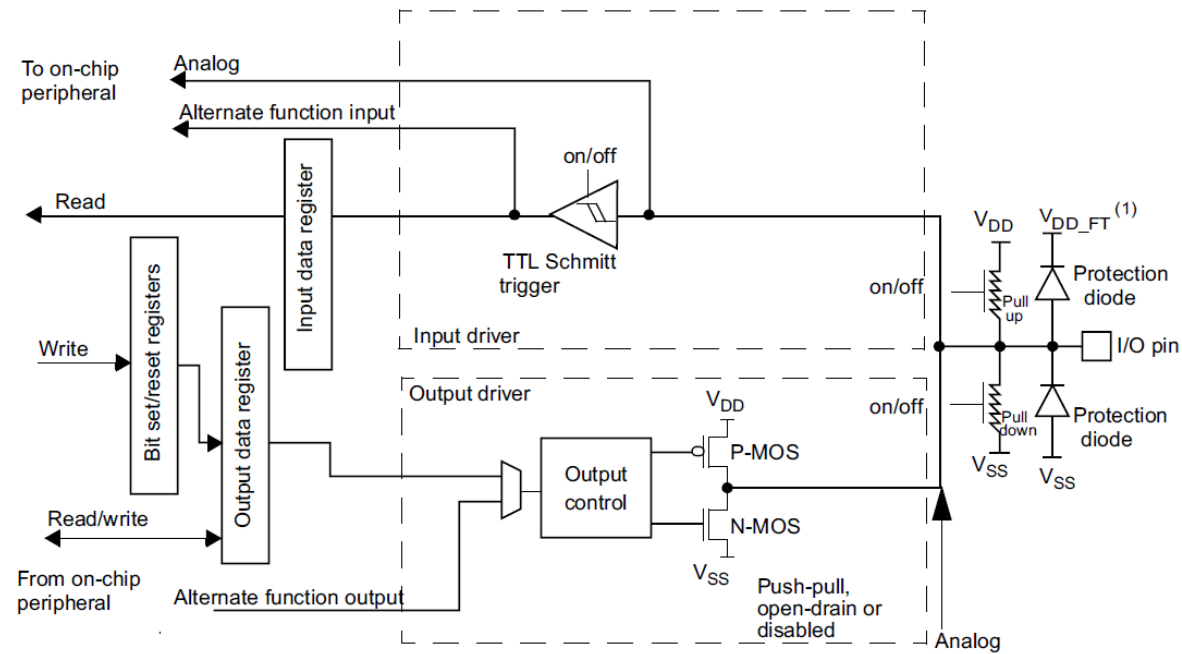 To on-chip
peripheral
Analog
Alternate function input
on/off
Read
Input data register
TTL Schmitt
trigger
Input driver
VDD
VDD_FT (1)
on/off
Pull
up
Protection
diode
I/O pin
Bit set/reset registers
Write
Output data register
Read/write
From on-chip
peripheral
Alternate function output
Output driver
VDD
P-MOS
Output
control
N-MOS
VSS
Push-pull,
open-drain or
disabled
on/off
Pull
down
VSS
Protection
diode
VSS
Analog